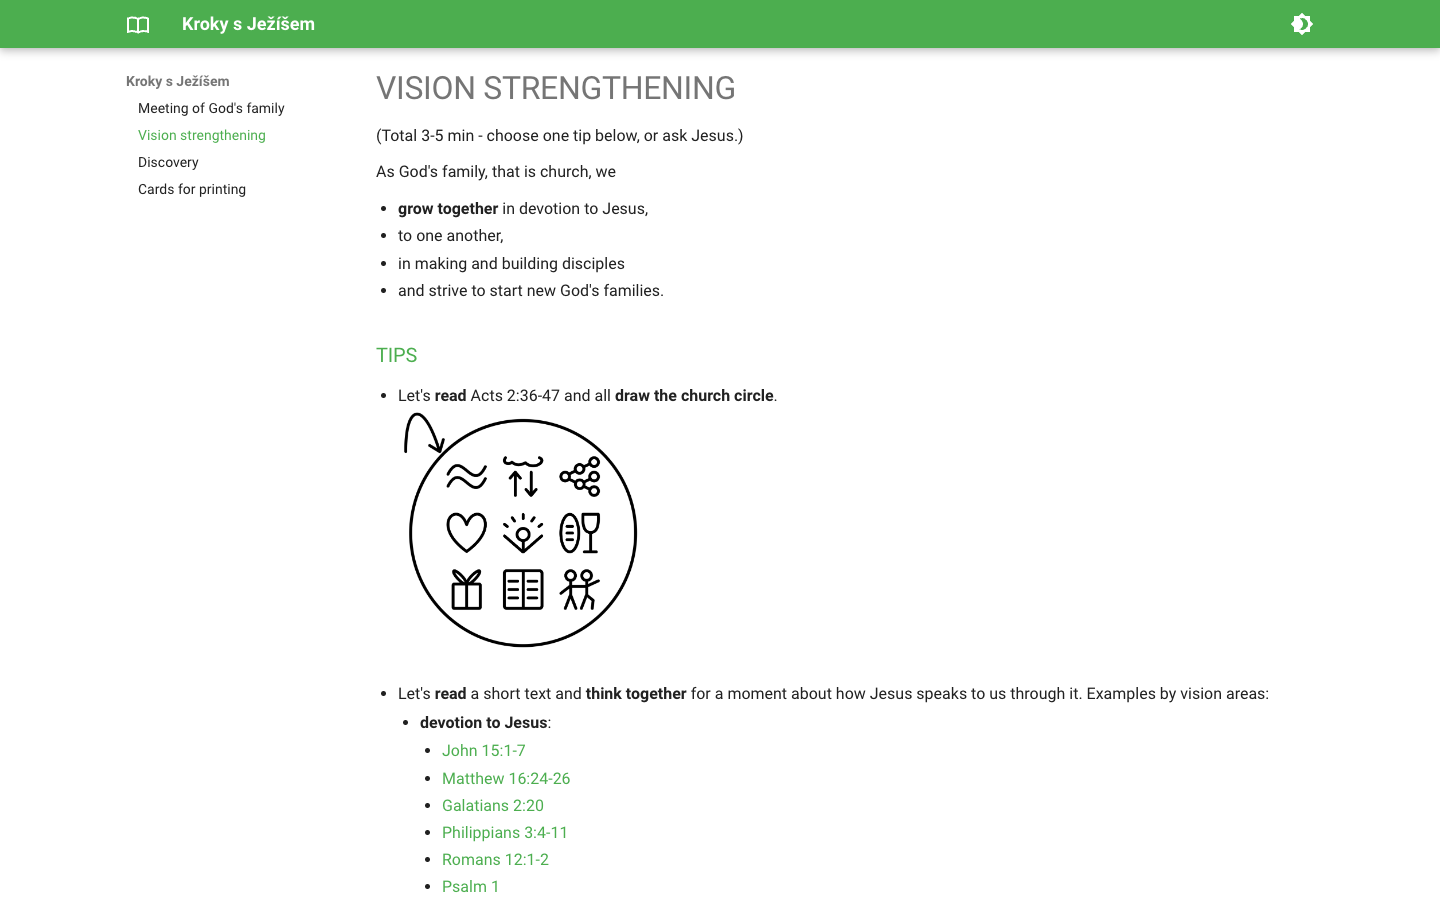 Kroky s Ježíšem
Kroky s Ježíšem
Meeting of God's family
Vision strengthening
Discovery
Cards for printing
VISION STRENGTHENING
(Total 3-5 min - choose one tip below, or ask Jesus.)
As God's family, that is church, we
grow together in devotion to Jesus,
to one another,
in making and building disciples
and strive to start new God's families.
TIPS
Let's read Acts 2:36-47 and all draw the church circle.
Let's read a short text and think together for a moment about how Jesus speaks to us through it. Examples by vision areas:
devotion to Jesus:
John 15:1-7
Matthew 16:24-26
Galatians 2:20
Philippians 3:4-11
Romans 12:1-2
Psalm 1